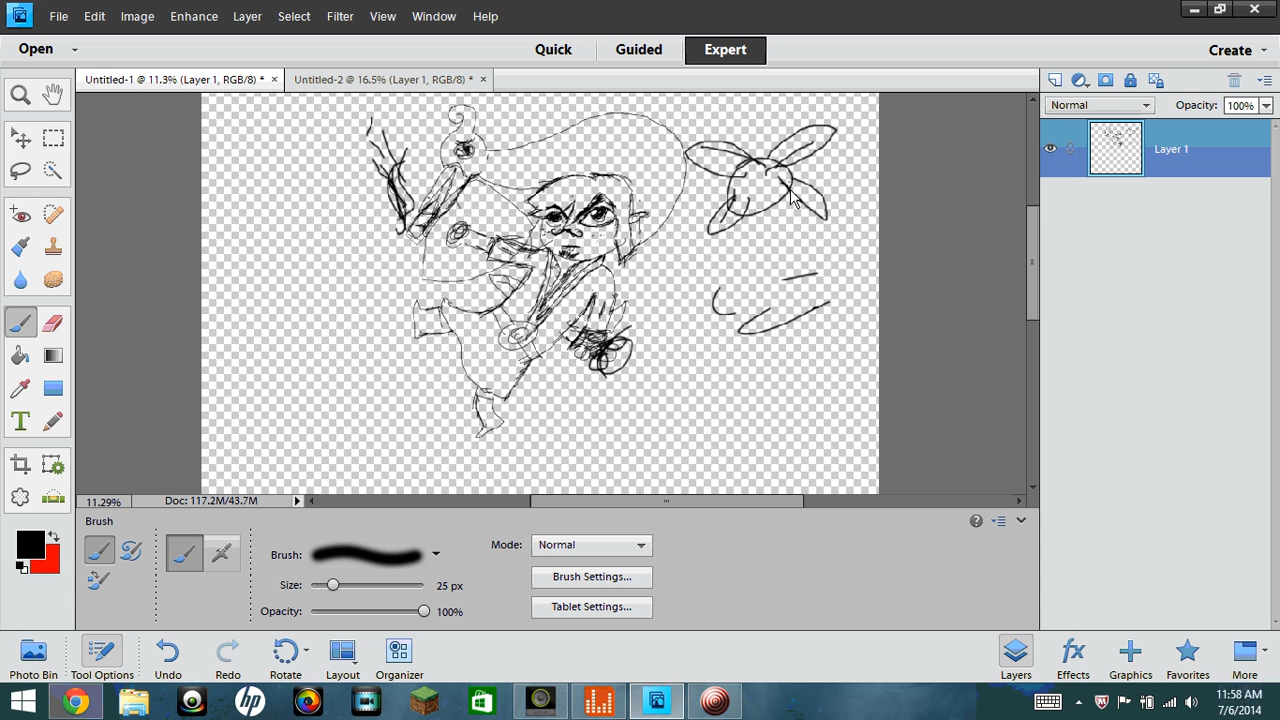 File Edit Image Enhance Layer Select Filter View Window Help
Open Quick Guided Expert Create
Untitled-1 @ 11.3% (Layer 1, RGB/8) * × Untitled-2 @ 16.5% (Layer 1, RGB/8) * ×
Normal Opacity: 100%
Layer 1
T
11.29% Doc: 117.2M/43.7M
Brush
Brush: Mode: Normal
Size: 25 px Brush Settings...
Opacity: 100% Tablet Settings...
Photo Bin Tool Options Undo Redo Rotate Layout Organizer Layers Effects Graphics Favorites More
fx
hp
11:58 AM
7/6/2014